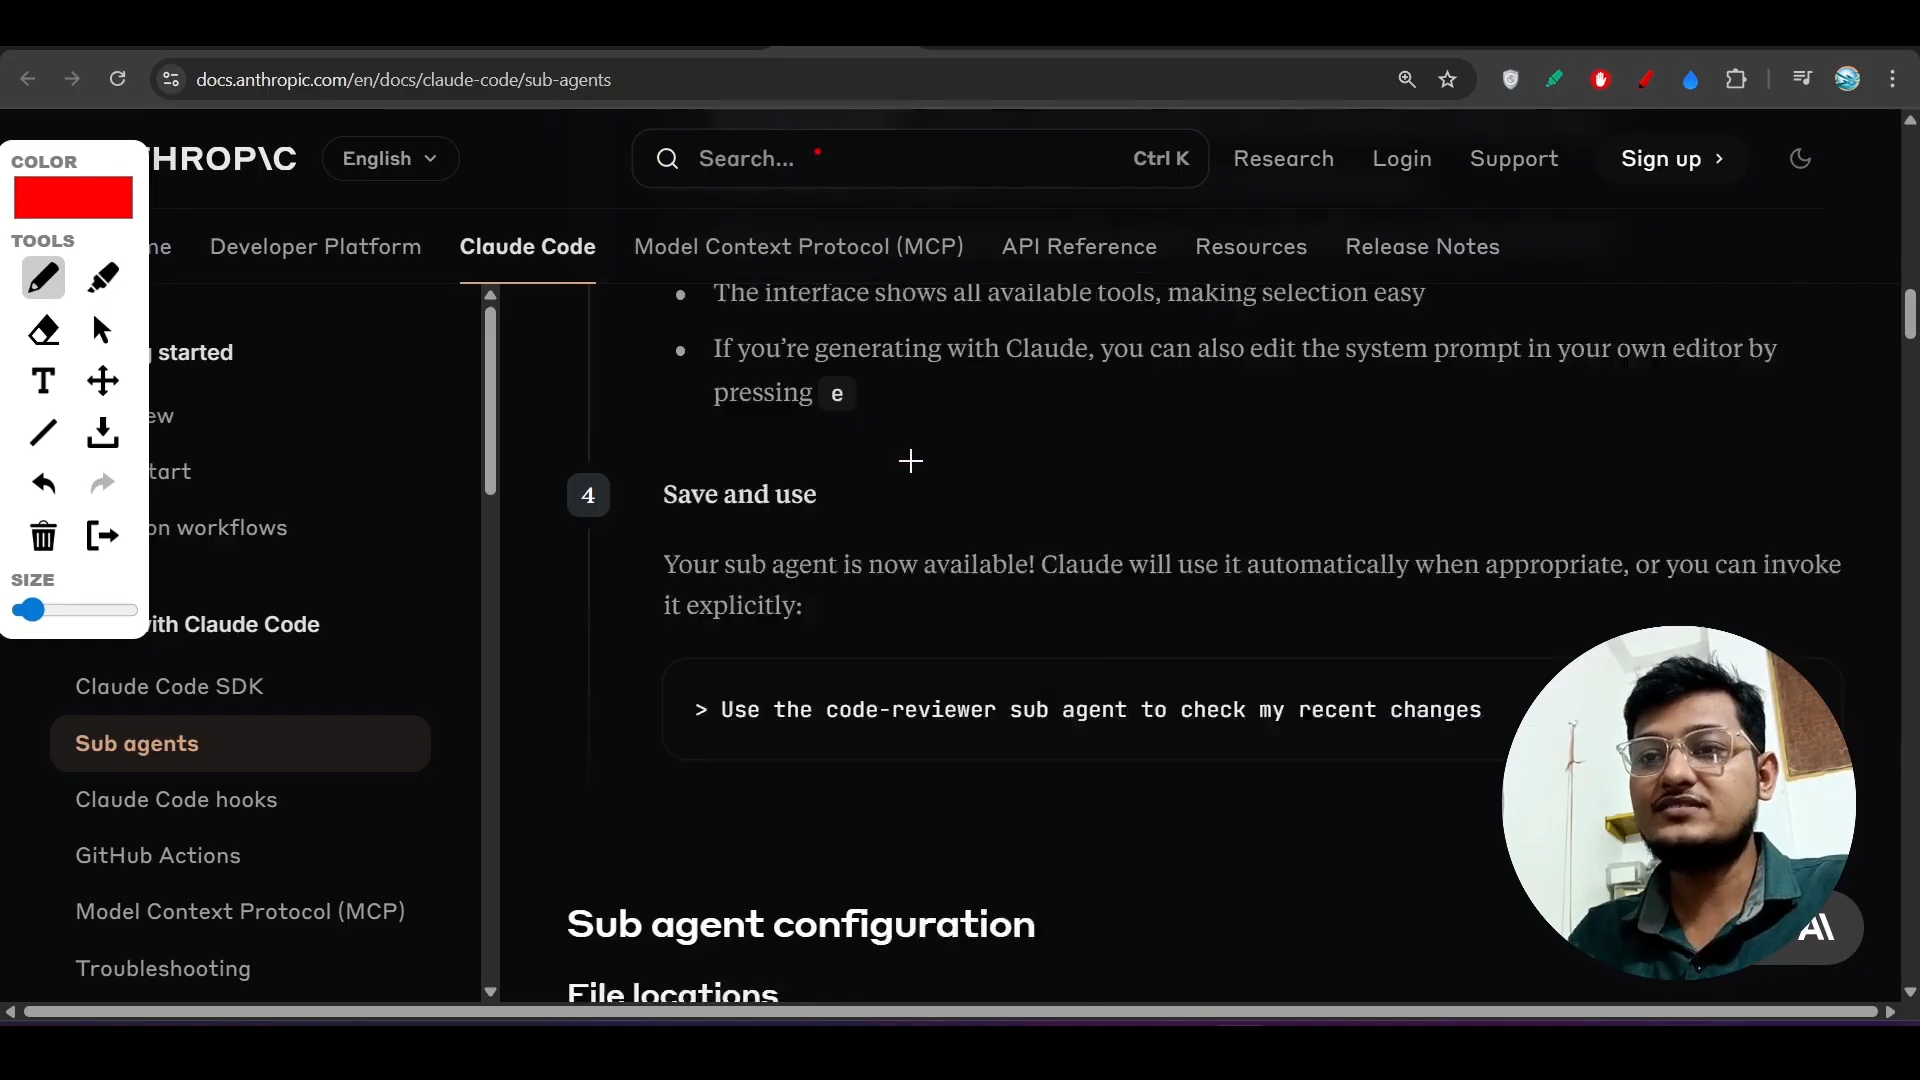 docs.anthropic.com/en/docs/claude-code/sub-agents
COLOR
THROP\C
English
Search...
Ctrl K
Research
Login
Support
Sign up
TOOLS
me
Developer Platform
Claude Code
Model Context Protocol (MCP)
API Reference
Resources
Release Notes
started
ew
tart
on workflows
SIZE
with Claude Code
Claude Code SDK
Sub agents
Claude Code hooks
GitHub Actions
Model Context Protocol (MCP)
Troubleshooting
The interface shows all available tools, making selection easy
If you’re generating with Claude, you can also edit the system prompt in your own editor by
pressing e
4 Save and use
Your sub agent is now available! Claude will use it automatically when appropriate, or you can invoke
it explicitly:
> Use the code-reviewer sub agent to check my recent changes
Sub agent configuration
File locations
A\